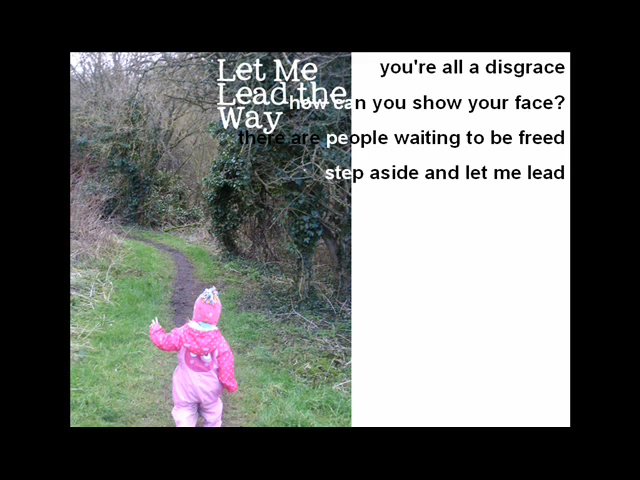 Let Me
Lead the
Way
you're all a disgrace
how can you show your face?
there are people waiting to be freed
step aside and let me lead